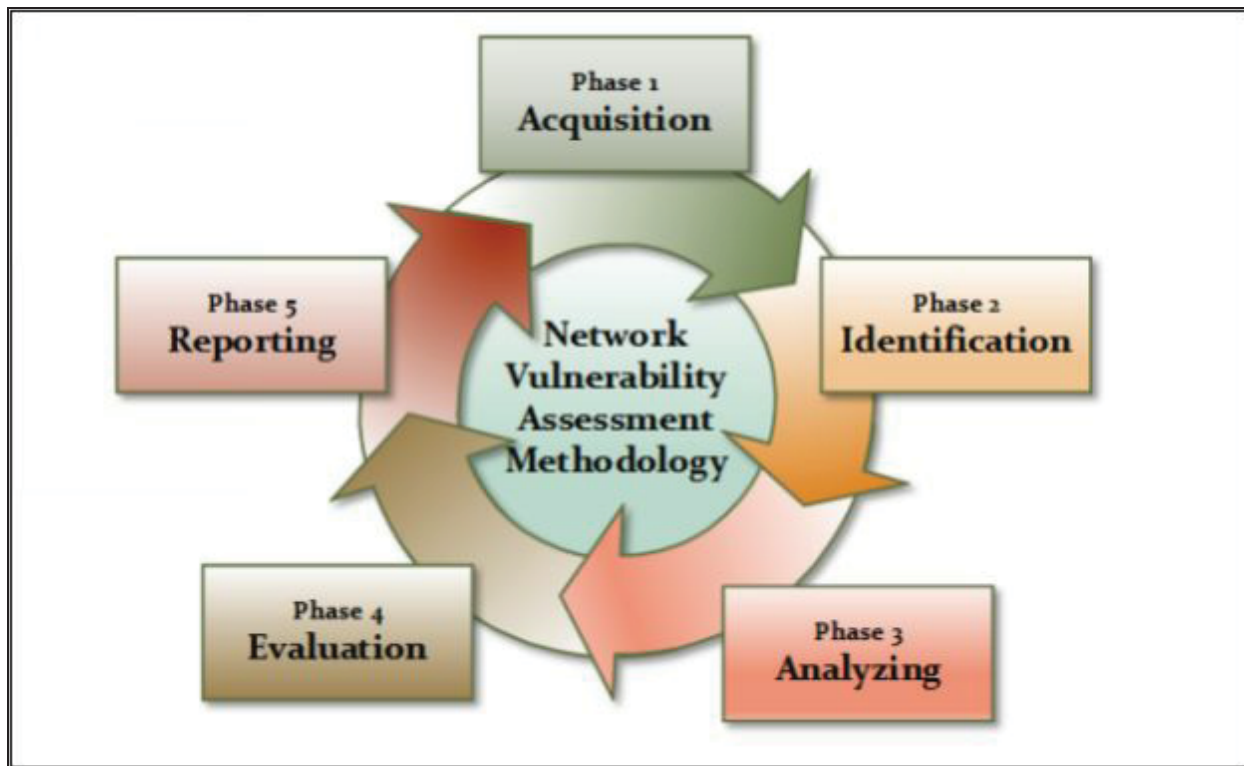 Phase 1
Acquisition
Phase 2
Identification
Phase 3
Analyzing
Phase 4
Evaluation
Phase 5
Reporting
Network
Vulnerability
Assessment
Methodology